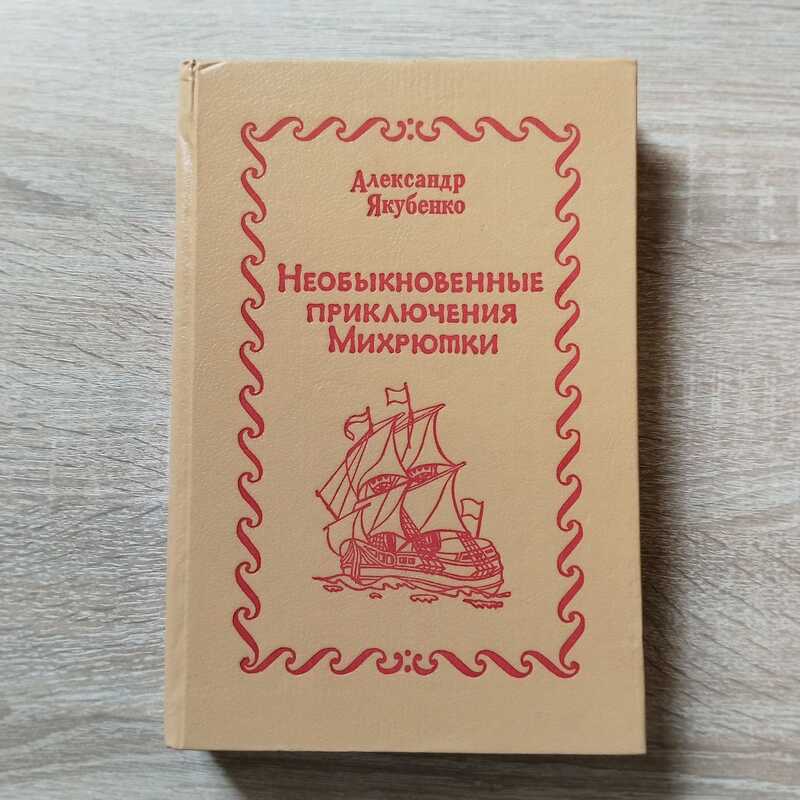 Александр
Якубенко
Необыкновенные
приключения
Михрютки